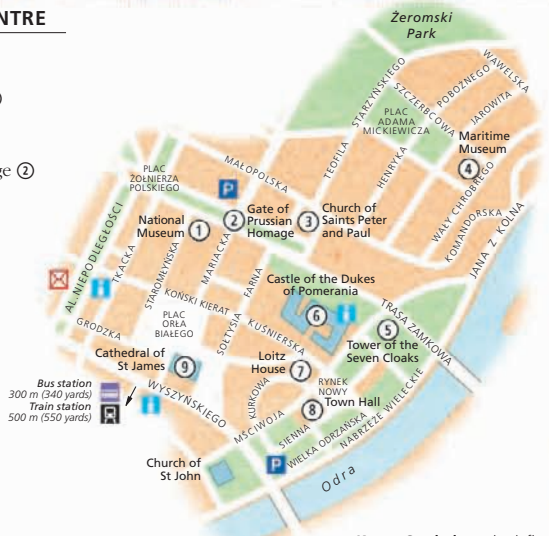 NTRE
)
ge ②
Żeromski
Park
WAWELSKA
POBOŻNEGO
SZCZERBCOWA
JAROWITA
STARZYŃSKIEGO
TEOFILA
PLAC
ADAMA
MICKIEWICZA
HENRYKA
Maritime
Museum
④
WAŁY CHROBREGO
KOMANDORSKA
JANA Z KOLNA
MAŁOPOLSKA
PLAC
ŻOŁNIERZA
POLSKIEGO
P
AL. NIEPODLEGŁOŚCI
National
Museum ①
② Gate of
Prussian
Homage
③ Church of
Saints Peter
and Paul
TKACKA
STAROMŁYŃSKA
MARIACKA
FARNA
Castle of the Dukes
of Pomerania
⑥
i
i
KOŃSKI KIERAT
GRODZKA
PLAC
ORŁA
BIAŁEGO
SOŁTYSIA
KUŚNIERSKA
TRASA ZAMKOWA
⑤
Tower of the
Seven Cloaks
Cathedral of
St James
⑨
Loitz
House ⑦
RYNEK
NOWY
⑧ Town Hall
Bus station
300 m (340 yards)
Train station
500 m (550 yards)
i
WYSZYŃSKIEGO
KURKOWA
MŚCIWOJA
SIENNA
WIELKA ODRZAŃSKA
NABRZEŻE WIELECKIE
Church of
St John
P
Odra